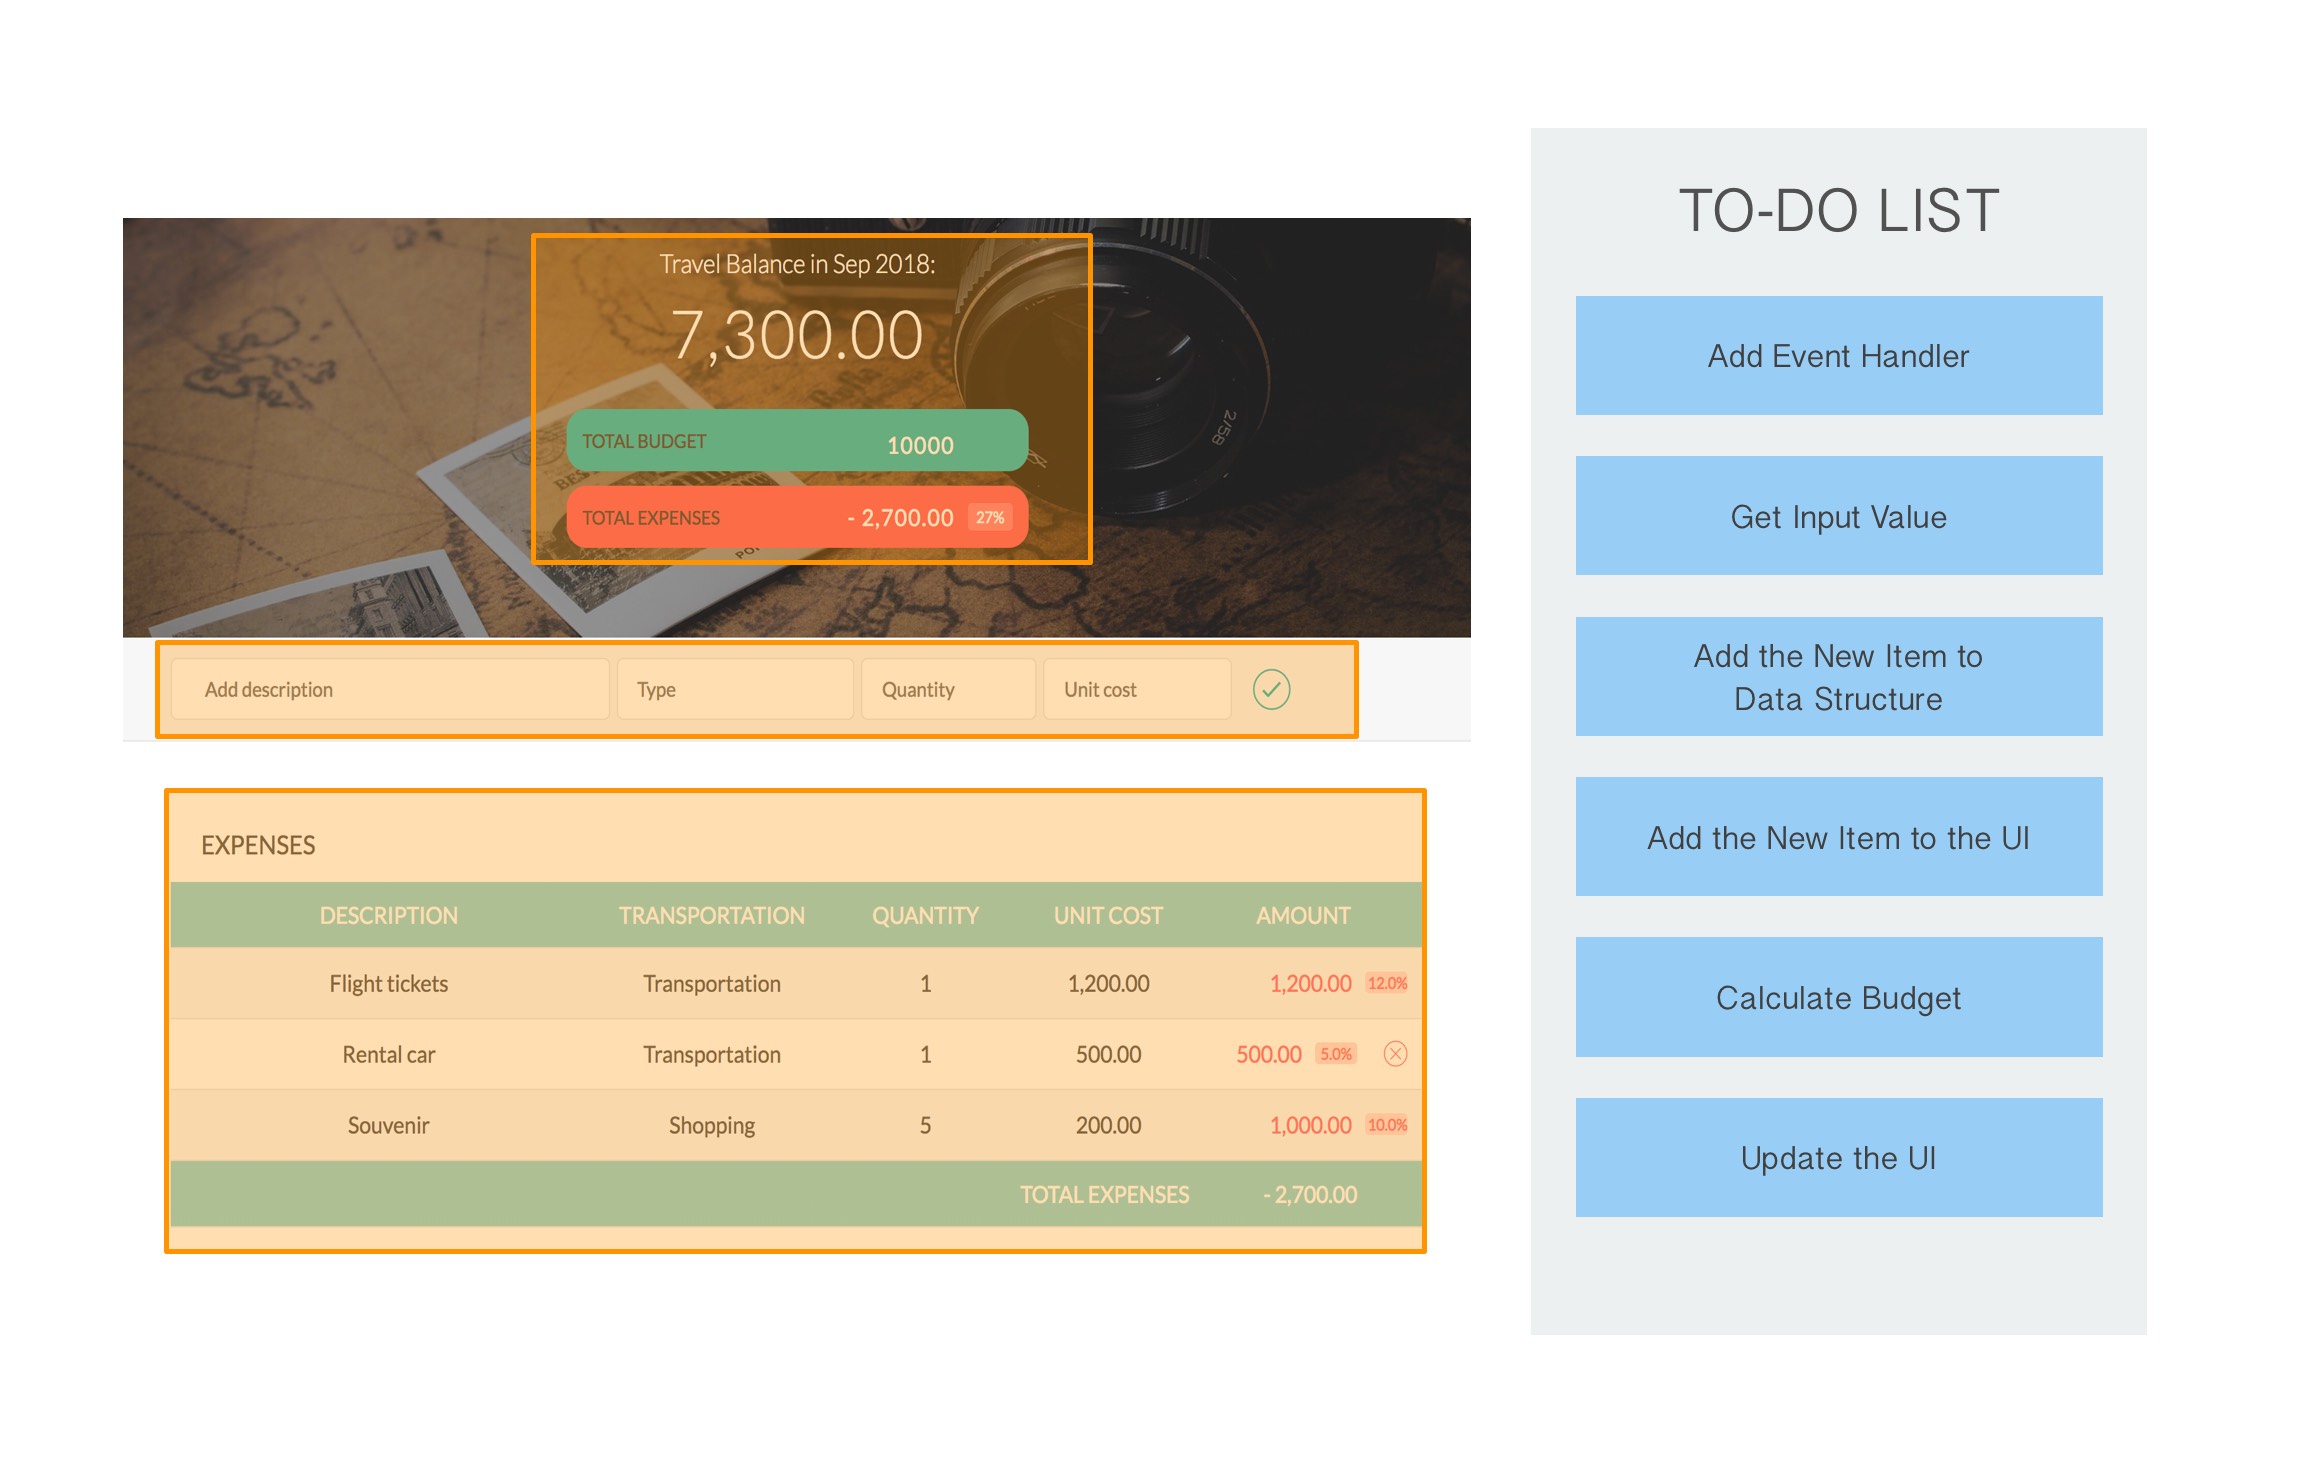 Travel Balance in Sep 2018:
7,300.00
TOTAL BUDGET 10000
TOTAL EXPENSES - 2,700.00 27%
2/58
Add description Type Quantity Unit cost
EXPENSES
DESCRIPTION TRANSPORTATION QUANTITY UNIT COST AMOUNT
Flight tickets Transportation 1 1,200.00 1,200.00 12.0%
Rental car Transportation 1 500.00 500.00 5.0%
Souvenir Shopping 5 200.00 1,000.00 10.0%
TOTAL EXPENSES - 2,700.00
TO-DO LIST
Add Event Handler
Get Input Value
Add the New Item to
Data Structure
Add the New Item to the UI
Calculate Budget
Update the UI